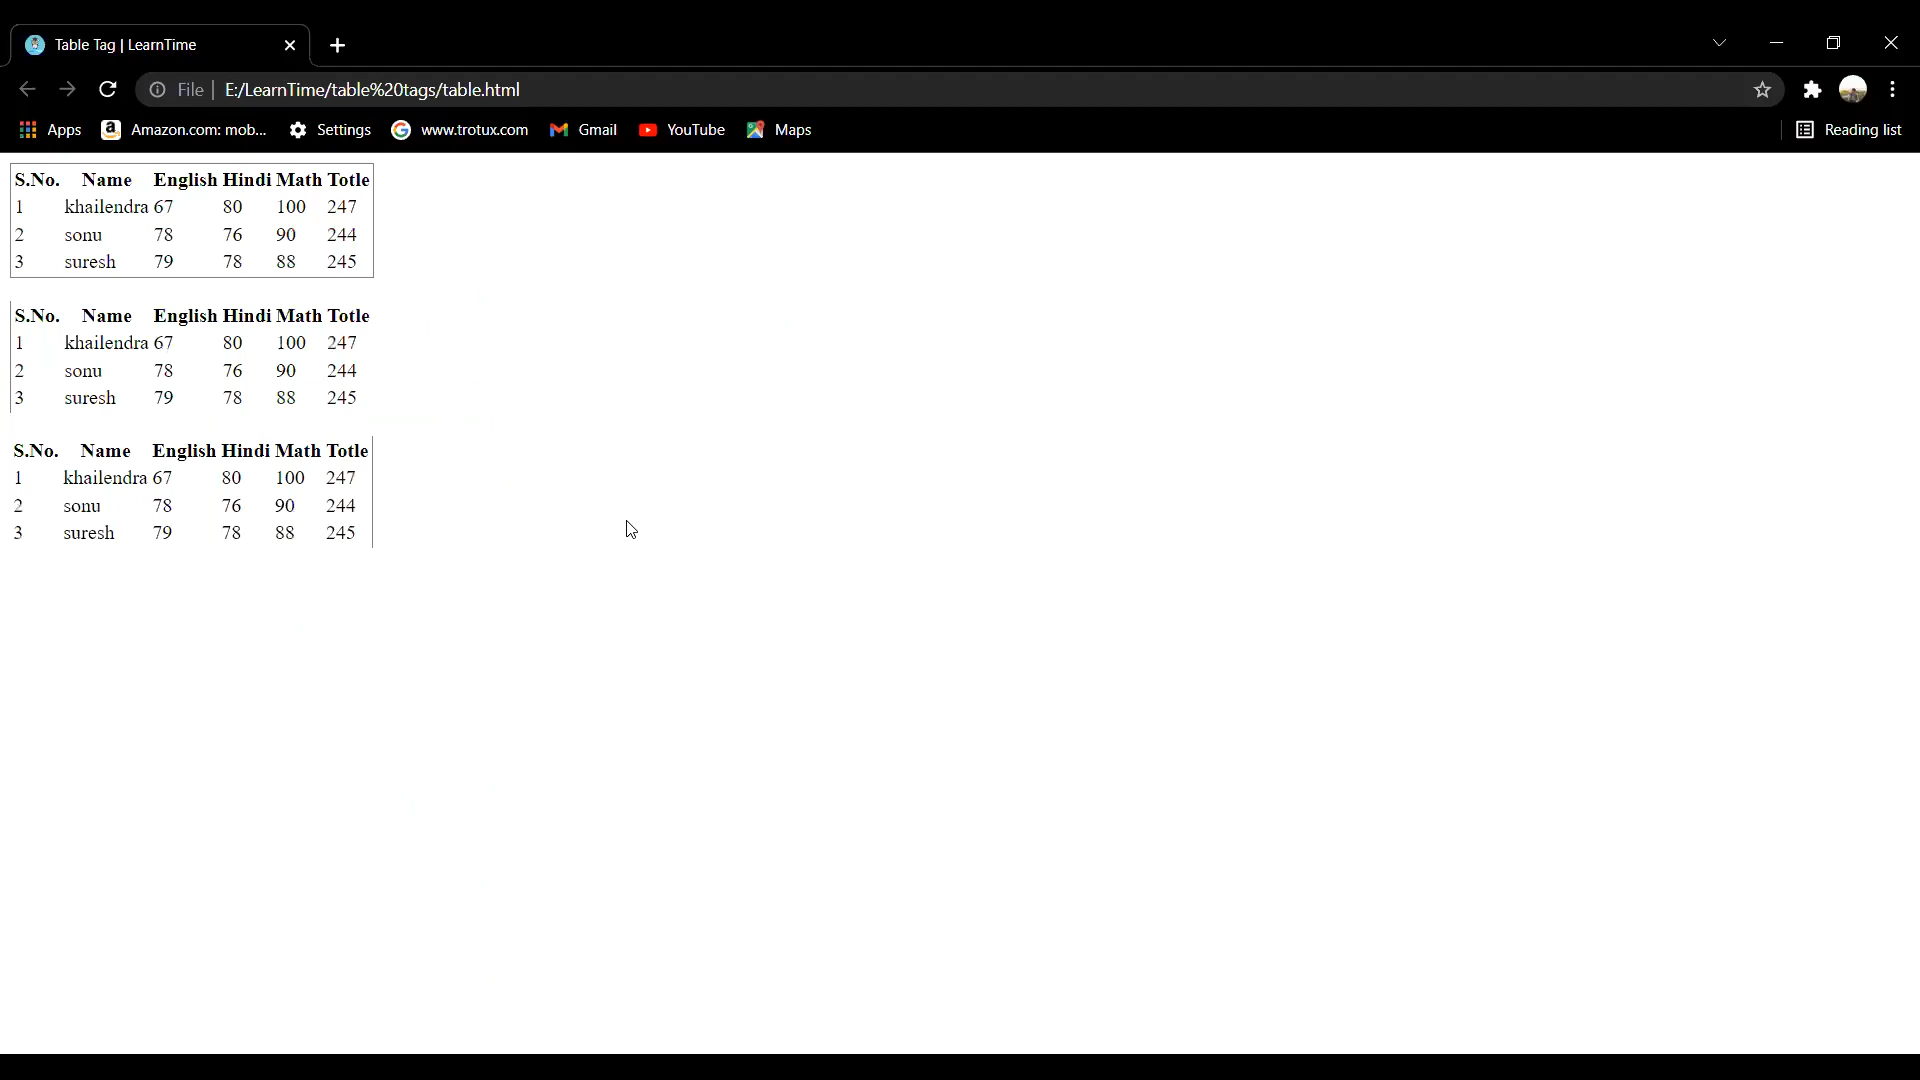 Table Tag | LearnTime
File | E:/LearnTime/table%20tags/table.html
Apps Amazon.com: mob... Settings www.trotux.com Gmail YouTube Maps Reading list
S.No. Name English Hindi Math Totle
1 khailendra 67 80 100 247
2 sonu 78 76 90 244
3 suresh 79 78 88 245
S.No. Name English Hindi Math Totle
1 khailendra 67 80 100 247
2 sonu 78 76 90 244
3 suresh 79 78 88 245
S.No. Name English Hindi Math Totle
1 khailendra 67 80 100 247
2 sonu 78 76 90 244
3 suresh 79 78 88 245